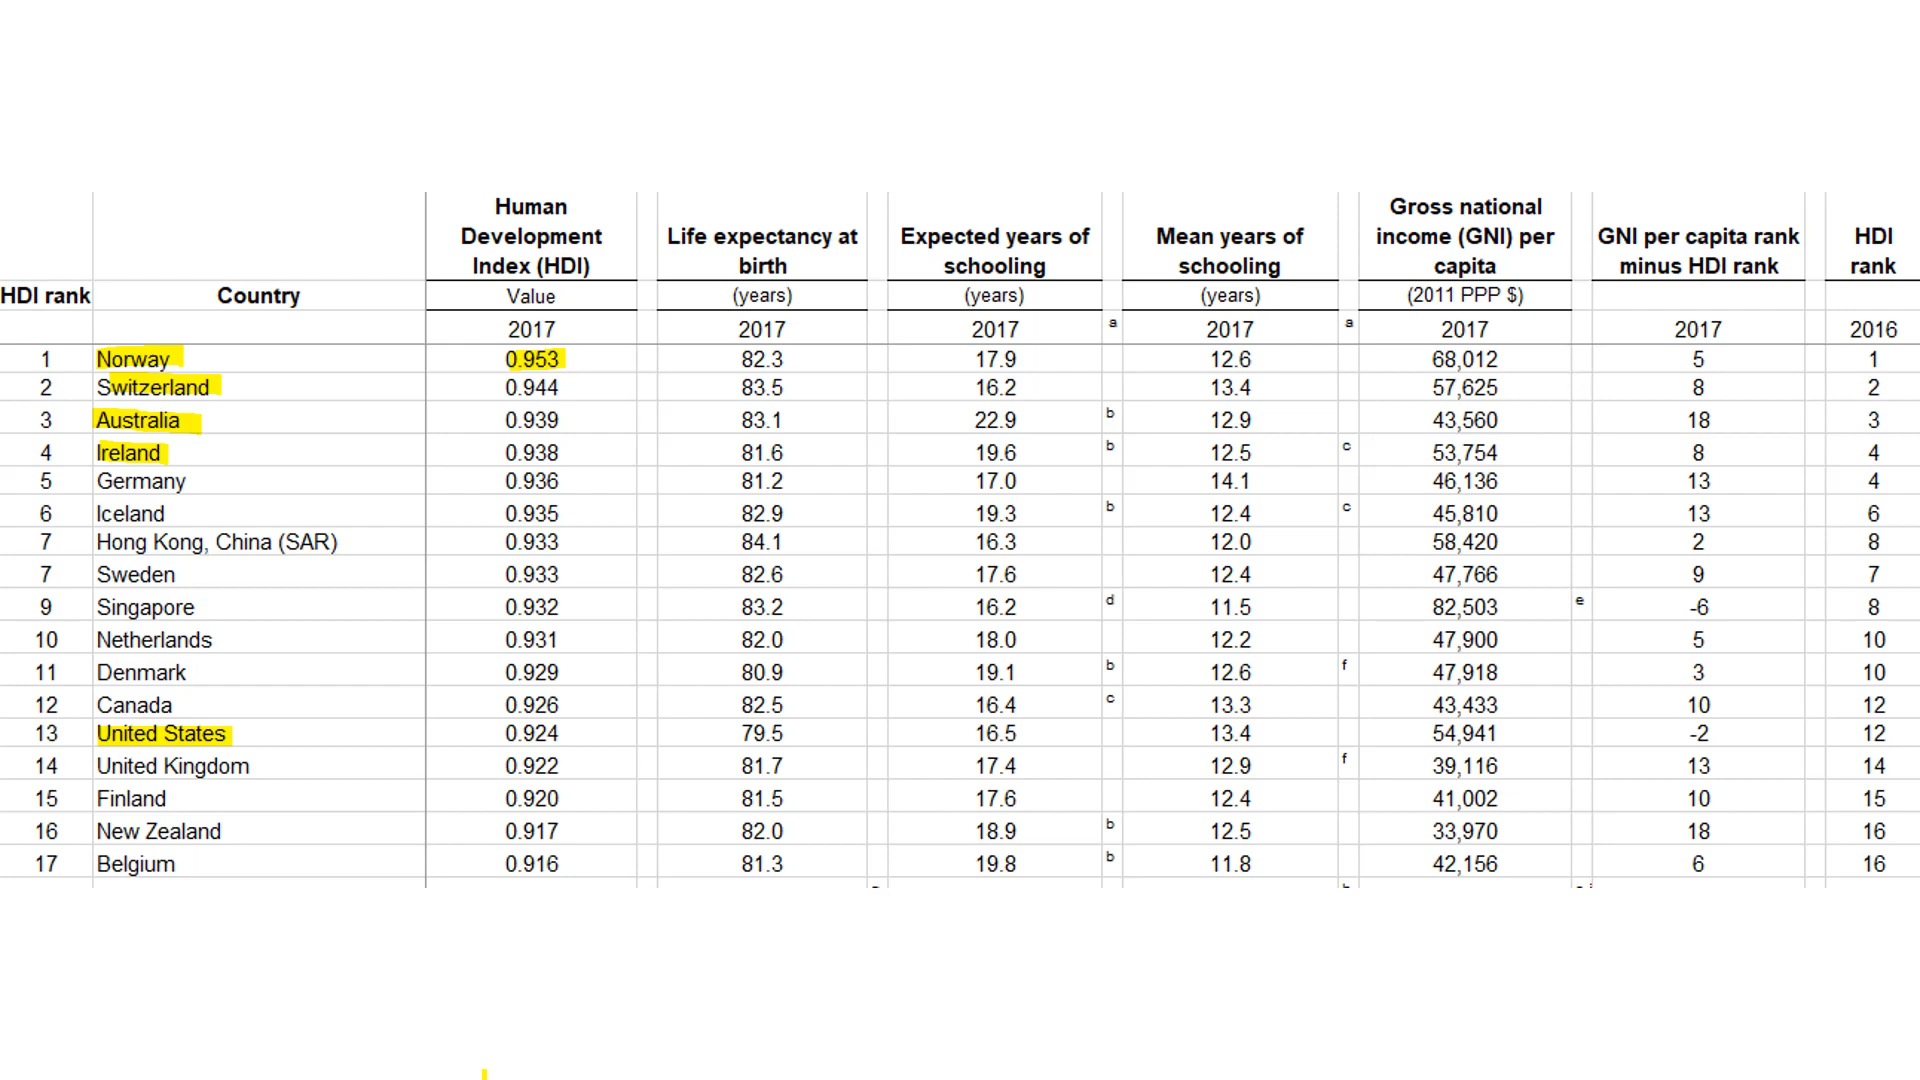 Human Development Index (HDI) Life expectancy at birth Expected years of schooling Mean years of schooling Gross national income (GNI) per capita GNI per capita rank minus HDI rank HDI rank
HDI rank Country Value (years) (years) (years) (2011 PPP $)
2017 2017 2017 a 2017 a 2017 2017 2016
1 Norway 0.953 82.3 17.9 12.6 68,012 5 1
2 Switzerland 0.944 83.5 16.2 13.4 57,625 8 2
3 Australia 0.939 83.1 22.9 b 12.9 43,560 18 3
4 Ireland 0.938 81.6 19.6 b 12.5 c 53,754 8 4
5 Germany 0.936 81.2 17.0 14.1 46,136 13 4
6 Iceland 0.935 82.9 19.3 b 12.4 c 45,810 13 6
7 Hong Kong, China (SAR) 0.933 84.1 16.3 12.0 58,420 2 8
7 Sweden 0.933 82.6 17.6 12.4 47,766 9 7
9 Singapore 0.932 83.2 16.2 d 11.5 82,503 e -6 8
10 Netherlands 0.931 82.0 18.0 12.2 47,900 5 10
11 Denmark 0.929 80.9 19.1 b 12.6 f 47,918 3 10
12 Canada 0.926 82.5 16.4 c 13.3 43,433 10 12
13 United States 0.924 79.5 16.5 13.4 54,941 -2 12
14 United Kingdom 0.922 81.7 17.4 12.9 f 39,116 13 14
15 Finland 0.920 81.5 17.6 12.4 41,002 10 15
16 New Zealand 0.917 82.0 18.9 b 12.5 33,970 18 16
17 Belgium 0.916 81.3 19.8 b 11.8 42,156 6 16